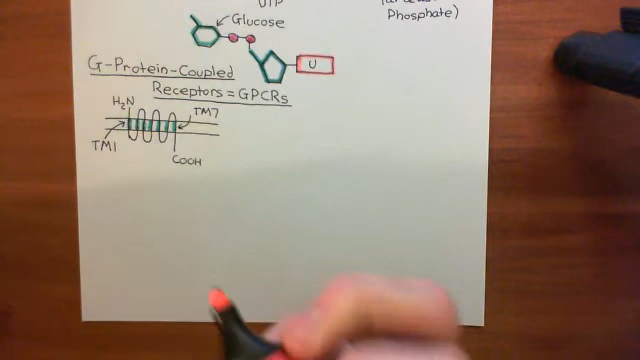 UTP
Phosphate)
Glucose
U
G-Protein-Coupled
Receptors = GPCRs
H₂N
TM7
TM1
COOH